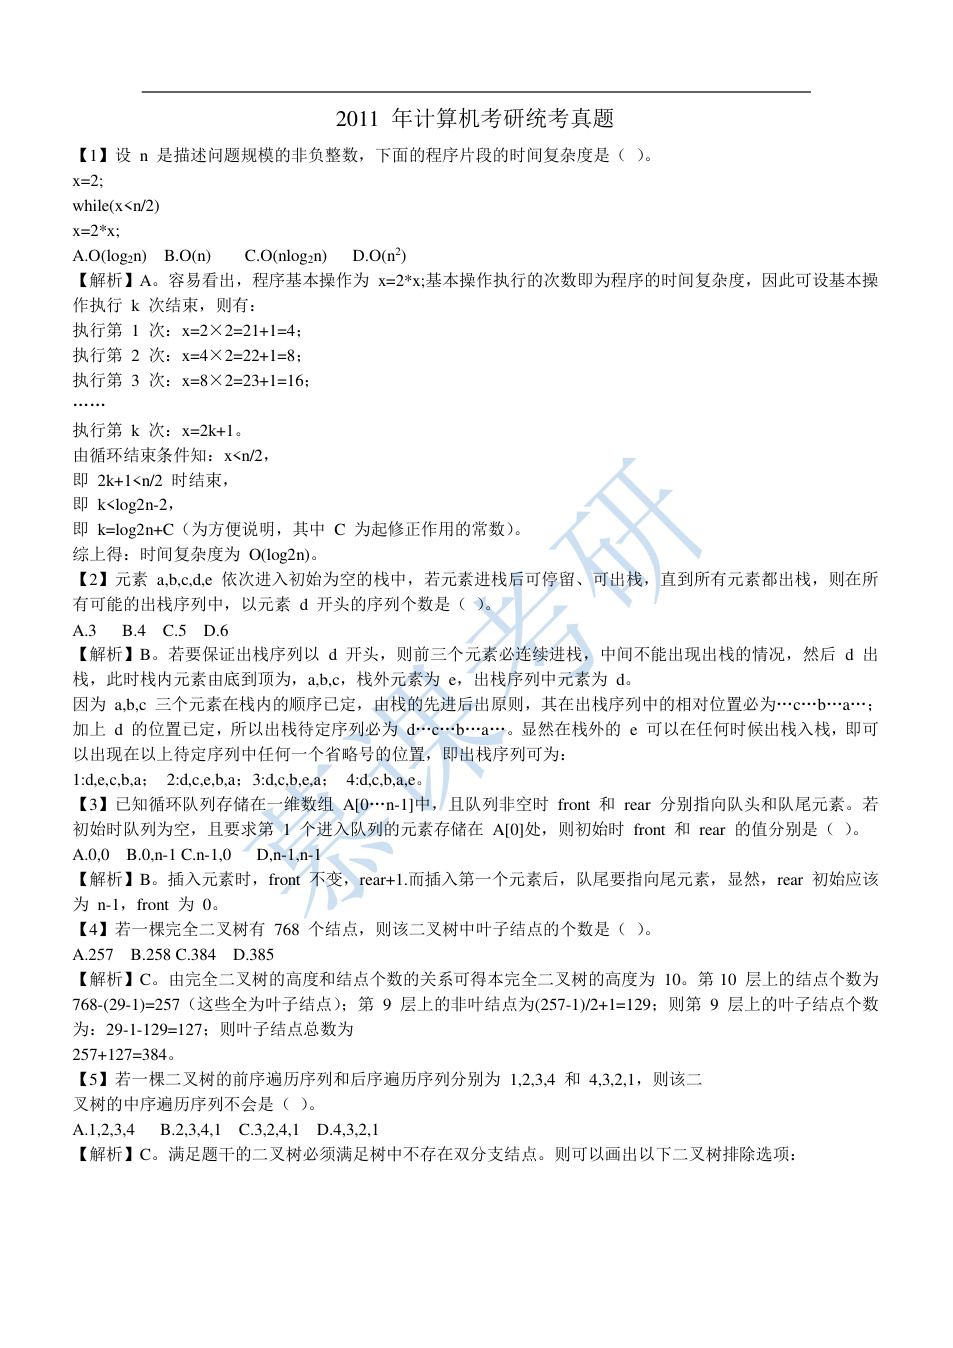 2011 年计算机考研统考真题
【1】设 n 是描述问题规模的非负整数，下面的程序片段的时间复杂度是（ ）。
x=2;
while(x<n/2)
x=2*x;
A.O(log₂n) B.O(n) C.O(nlog₂n) D.O(n²)
【解析】A。容易看出，程序基本操作为 x=2*x;基本操作执行的次数即为程序的时间复杂度，因此可设基本操
作执行 k 次结束，则有：
执行第 1 次：x=2×2=21+1=4；
执行第 2 次：x=4×2=22+1=8；
执行第 3 次：x=8×2=23+1=16；
……
执行第 k 次：x=2k+1。
由循环结束条件知：x<n/2，
即 2k+1<n/2 时结束，
即 k<log2n-2，
即 k=log2n+C（为方便说明，其中 C 为起修正作用的常数）。
综上得：时间复杂度为 O(log2n)。
【2】元素 a,b,c,d,e 依次进入初始为空的栈中，若元素进栈后可停留、可出栈，直到所有元素都出栈，则在所
有可能的出栈序列中，以元素 d 开头的序列个数是（ ）。
A.3 B.4 C.5 D.6
【解析】B。若要保证出栈序列以 d 开头，则前三个元素必连续进栈，中间不能出现出栈的情况，然后 d 出
栈，此时栈内元素由底到顶为，a,b,c，栈外元素为 e，出栈序列中元素为 d。
因为 a,b,c 三个元素在栈内的顺序已定，由栈的先进后出原则，其在出栈序列中的相对位置必为…c…b…a…；
加上 d 的位置已定，所以出栈待定序列必为 d…c…b…a…。显然在栈外的 e 可以在任何时候出栈入栈，即可
以出现在以上待定序列中任何一个省略号的位置，即出栈序列可为：
1:d,e,c,b,a； 2:d,c,e,b,a；3:d,c,b,e,a； 4:d,c,b,a,e。
【3】已知循环队列存储在一维数组 A[0…n-1]中，且队列非空时 front 和 rear 分别指向队头和队尾元素。若
初始时队列为空，且要求第 1 个进入队列的元素存储在 A[0]处，则初始时 front 和 rear 的值分别是（ ）。
A.0,0 B.0,n-1 C.n-1,0 D,n-1,n-1
【解析】B。插入元素时，front 不变，rear+1.而插入第一个元素后，队尾要指向尾元素，显然，rear 初始应该
为 n-1，front 为 0。
【4】若一棵完全二叉树有 768 个结点，则该二叉树中叶子结点的个数是（ ）。
A.257 B.258 C.384 D.385
【解析】C。由完全二叉树的高度和结点个数的关系可得本完全二叉树的高度为 10。第 10 层上的结点个数为
768-(29-1)=257（这些全为叶子结点）；第 9 层上的非叶结点为(257-1)/2+1=129；则第 9 层上的叶子结点个数
为：29-1-129=127；则叶子结点总数为
257+127=384。
【5】若一棵二叉树的前序遍历序列和后序遍历序列分别为 1,2,3,4 和 4,3,2,1，则该二
叉树的中序遍历序列不会是（ ）。
A.1,2,3,4 B.2,3,4,1 C.3,2,4,1 D.4,3,2,1
【解析】C。满足题干的二叉树必须满足树中不存在双分支结点。则可以画出以下二叉树排除选项：
慕课考研